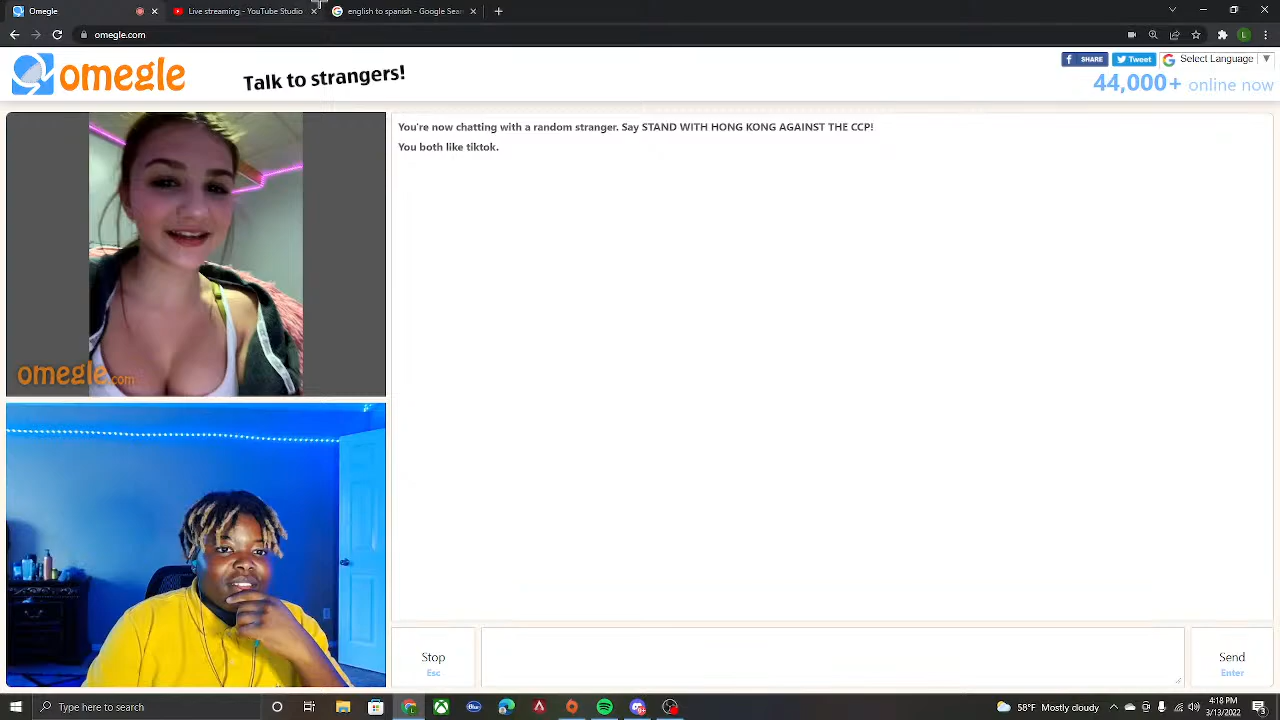 Omegle
Live streaming - YouTube Studio
english to spanish - Google Se
omegle.com
omegle
Talk to strangers!
SHARE
Tweet
Select Language
44,000+ online now
You're now chatting with a random stranger. Say STAND WITH HONG KONG AGAINST THE CCP!
You both like tiktok.
omegle.com
Stop
Esc
Send
Enter
Type here to search
58°F Mostly cloudy
4:18 PM
3/13/2022